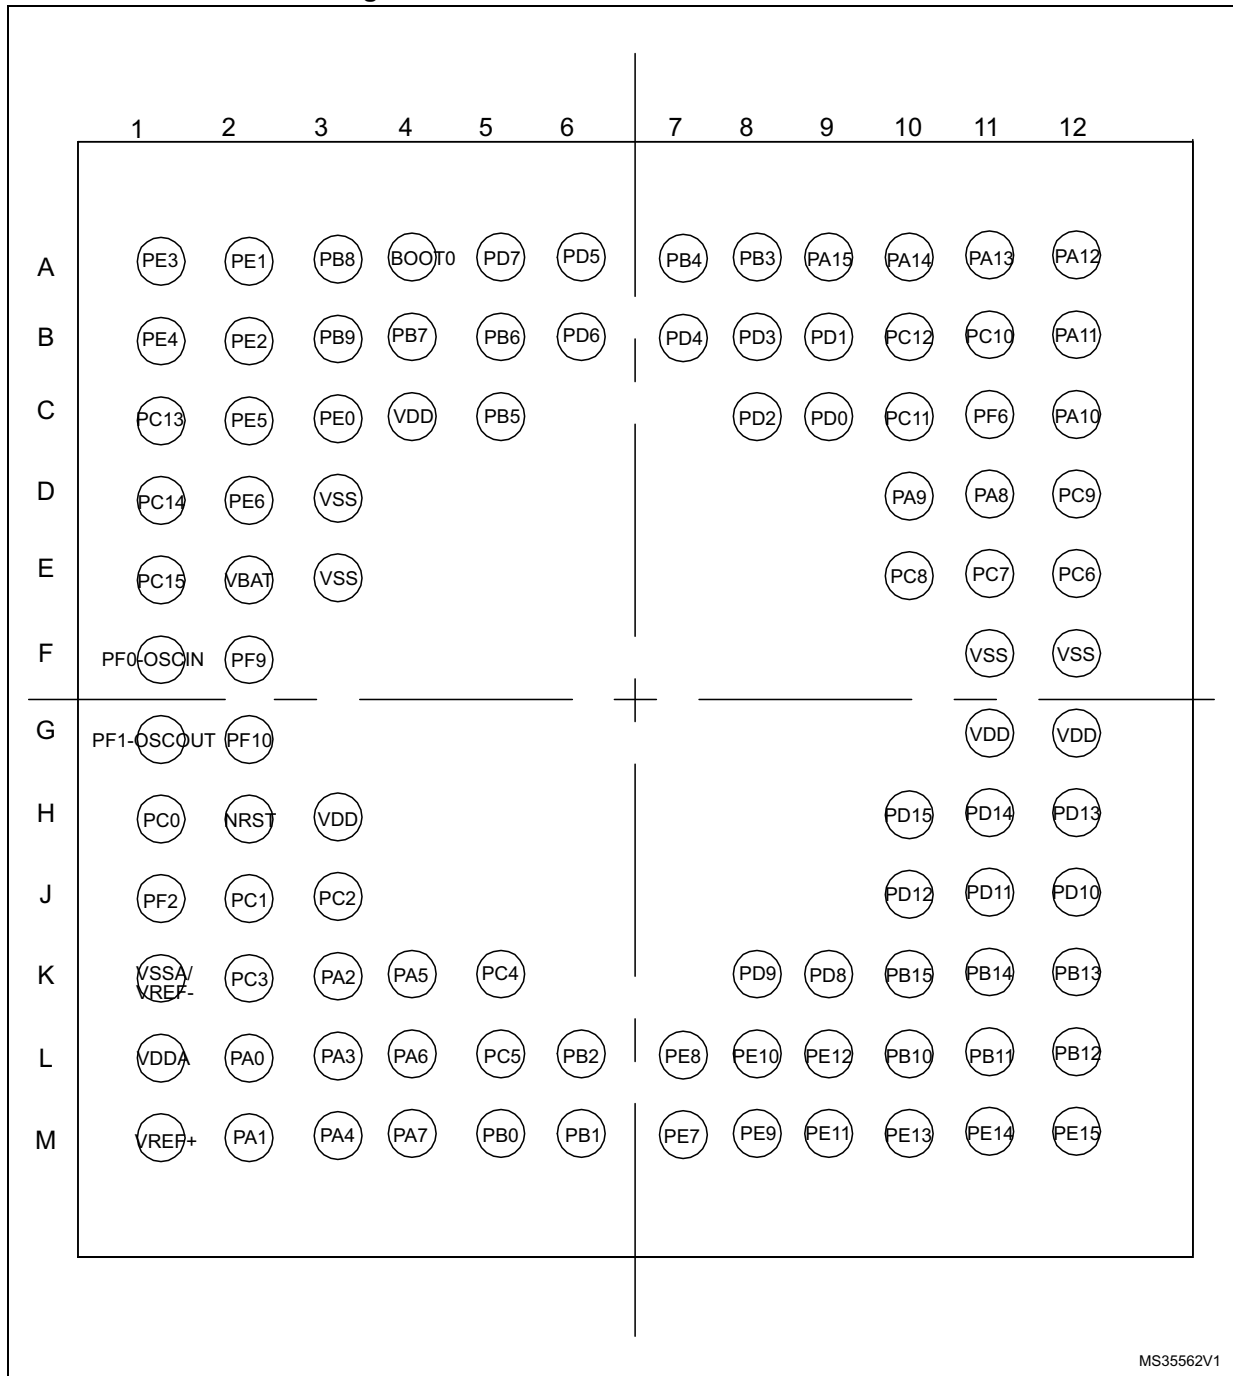 1 2 3 4 5 6 7 8 9 10 11 12
A PE3 PE1 PB8 BOOT0 PD7 PD5 PB4 PB3 PA15 PA14 PA13 PA12
B PE4 PE2 PB9 PB7 PB6 PD6 PD4 PD3 PD1 PC12 PC10 PA11
C PC13 PE5 PE0 VDD PB5 PD2 PD0 PC11 PF6 PA10
D PC14 PE6 VSS PA9 PA8 PC9
E PC15 VBAT VSS PC8 PC7 PC6
F PF0-OSCIN PF9 VSS VSS
G PF1-OSCOUT PF10 VDD VDD
H PC0 NRST VDD PD15 PD14 PD13
J PF2 PC1 PC2 PD12 PD11 PD10
K VSSA/ VREF- PC3 PA2 PA5 PC4 PD9 PD8 PB15 PB14 PB13
L VDDA PA0 PA3 PA6 PC5 PB2 PE8 PE10 PE12 PB10 PB11 PB12
M VREF+ PA1 PA4 PA7 PB0 PB1 PE7 PE9 PE11 PE13 PE14 PE15
MS35562V1